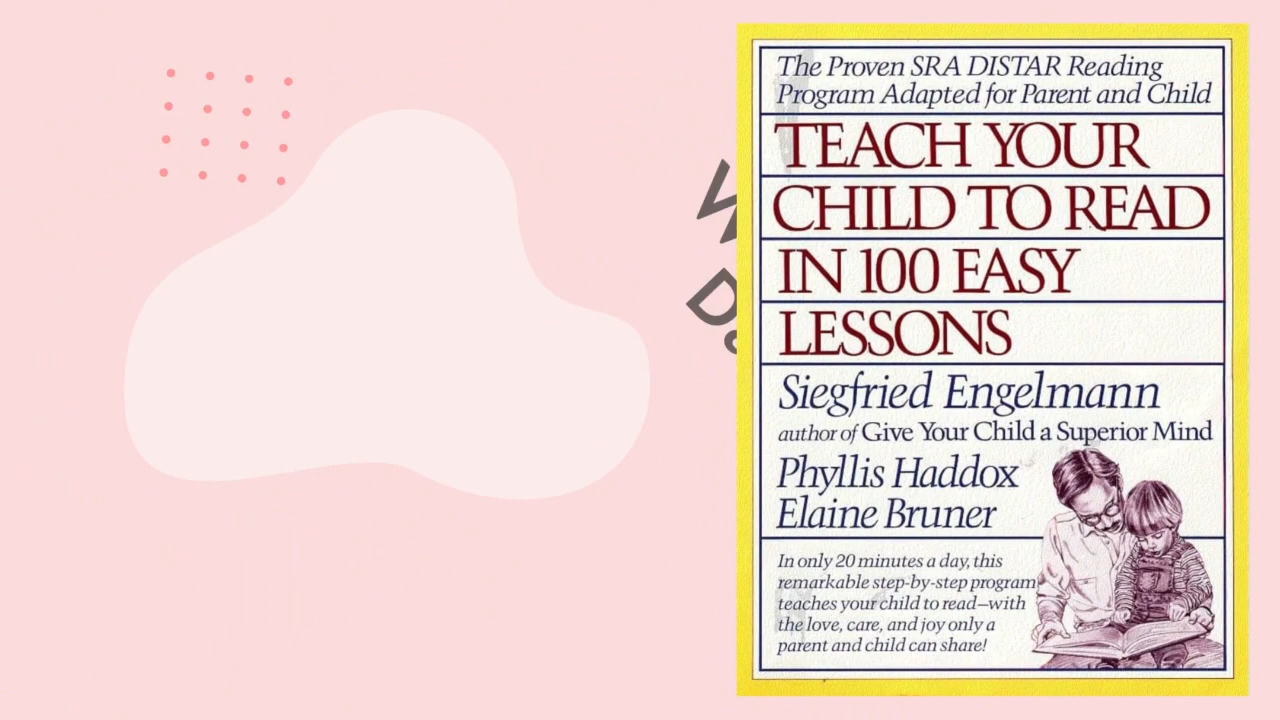 The Proven SRA DISTAR Reading
Program Adapted for Parent and Child
TEACH YOUR
CHILD TO READ
IN 100 EASY
LESSONS
Siegfried Engelmann
author of Give Your Child a Superior Mind
Phyllis Haddox
Elaine Bruner
In only 20 minutes a day, this
remarkable step-by-step program
teaches your child to read—with
the love, care, and joy only a
parent and child can share!